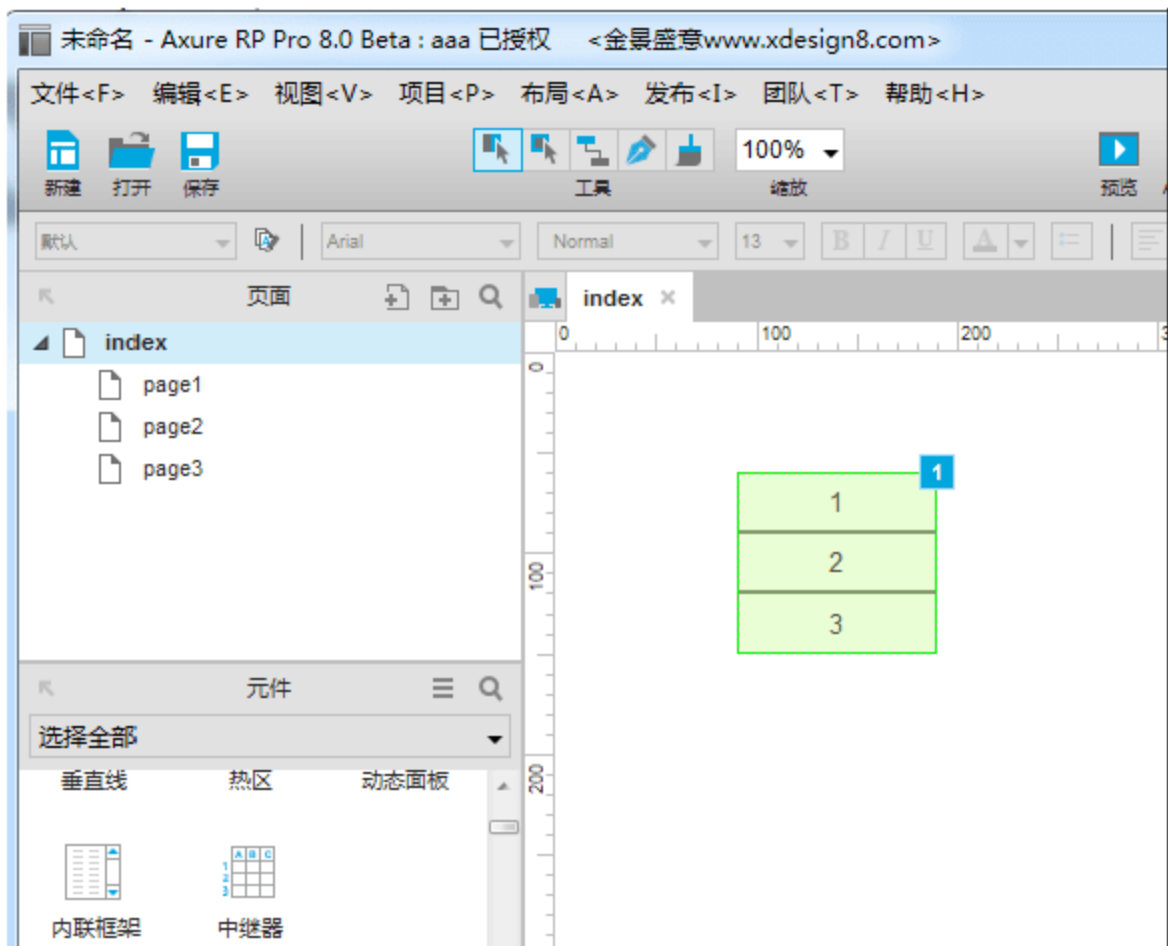 未命名 - Axure RP Pro 8.0 Beta : aaa 已授权 <金景盛意www.xdesign8.com>
文件<F> 编辑<E> 视图<V> 项目<P> 布局<A> 发布<I> 团队<T> 帮助<H>
100%
新建 打开 保存 工具 缩放 预览
默认 Arial Normal 13 B I U A
页面 index
0 100 200
index
0
page1
page2
page3
1
1
2
100
3
元件
选择全部
200
垂直线 热区 动态面板
A B C
1
2
3
内联框架 中继器